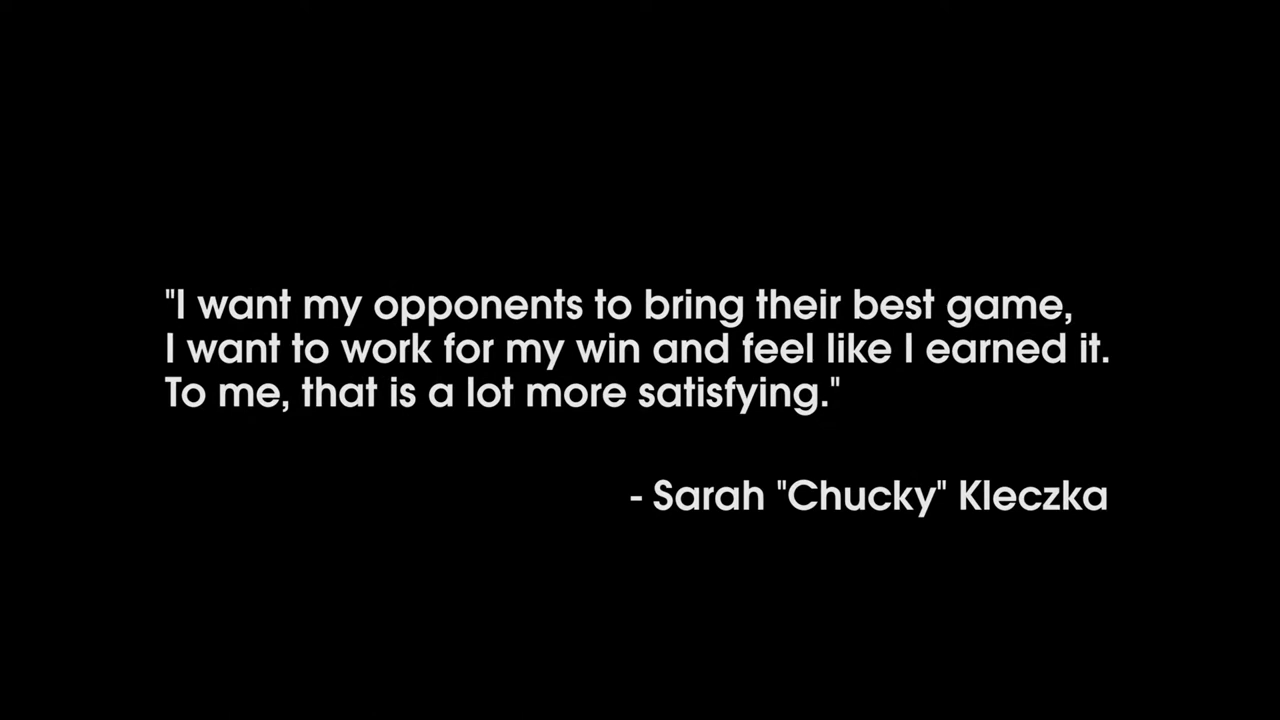 "I want my opponents to bring their best game,
I want to work for my win and feel like I earned it.
To me, that is a lot more satisfying."
- Sarah "Chucky" Kleczka